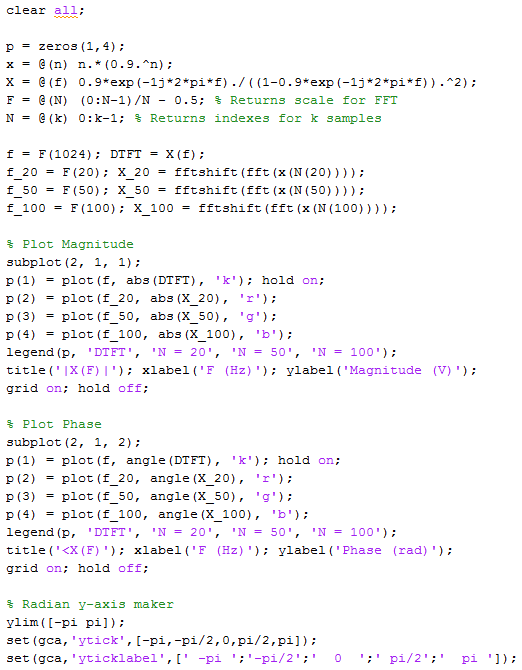 clear all;
p = zeros(1,4);
x = @(n) n.*(0.9.^n);
X = @(f) 0.9*exp(-1j*2*pi*f)./((1-0.9*exp(-1j*2*pi*f)).^2);
F = @(N) (0:N-1)/N - 0.5; % Returns scale for FFT
N = @(k) 0:k-1; % Returns indexes for k samples
f = F(1024); DTFT = X(f);
f_20 = F(20); X_20 = fftshift(fft(x(N(20))));
f_50 = F(50); X_50 = fftshift(fft(x(N(50))));
f_100 = F(100); X_100 = fftshift(fft(x(N(100))));
% Plot Magnitude
subplot(2, 1, 1);
p(1) = plot(f, abs(DTFT), 'k'); hold on;
p(2) = plot(f_20, abs(X_20), 'r');
p(3) = plot(f_50, abs(X_50), 'g');
p(4) = plot(f_100, abs(X_100), 'b');
legend(p, 'DTFT', 'N = 20', 'N = 50', 'N = 100');
title('|X(F)|'); xlabel('F (Hz)'); ylabel('Magnitude (V)');
grid on; hold off;
% Plot Phase
subplot(2, 1, 2);
p(1) = plot(f, angle(DTFT), 'k'); hold on;
p(2) = plot(f_20, angle(X_20), 'r');
p(3) = plot(f_50, angle(X_50), 'g');
p(4) = plot(f_100, angle(X_100), 'b');
legend(p, 'DTFT', 'N = 20', 'N = 50', 'N = 100');
title('<X(F)'); xlabel('F (Hz)'); ylabel('Phase (rad)');
grid on; hold off;
% Radian y-axis maker
ylim([-pi pi]);
set(gca,'ytick',[-pi,-pi/2,0,pi/2,pi]);
set(gca,'yticklabel',[' -pi ';'-pi/2';'  0  ';' pi/2';'  pi ']);